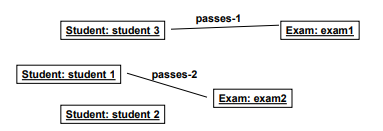 passes-1
Student: student 3
Exam: exam1
Student: student 1
passes-2
Exam: exam2
Student: student 2